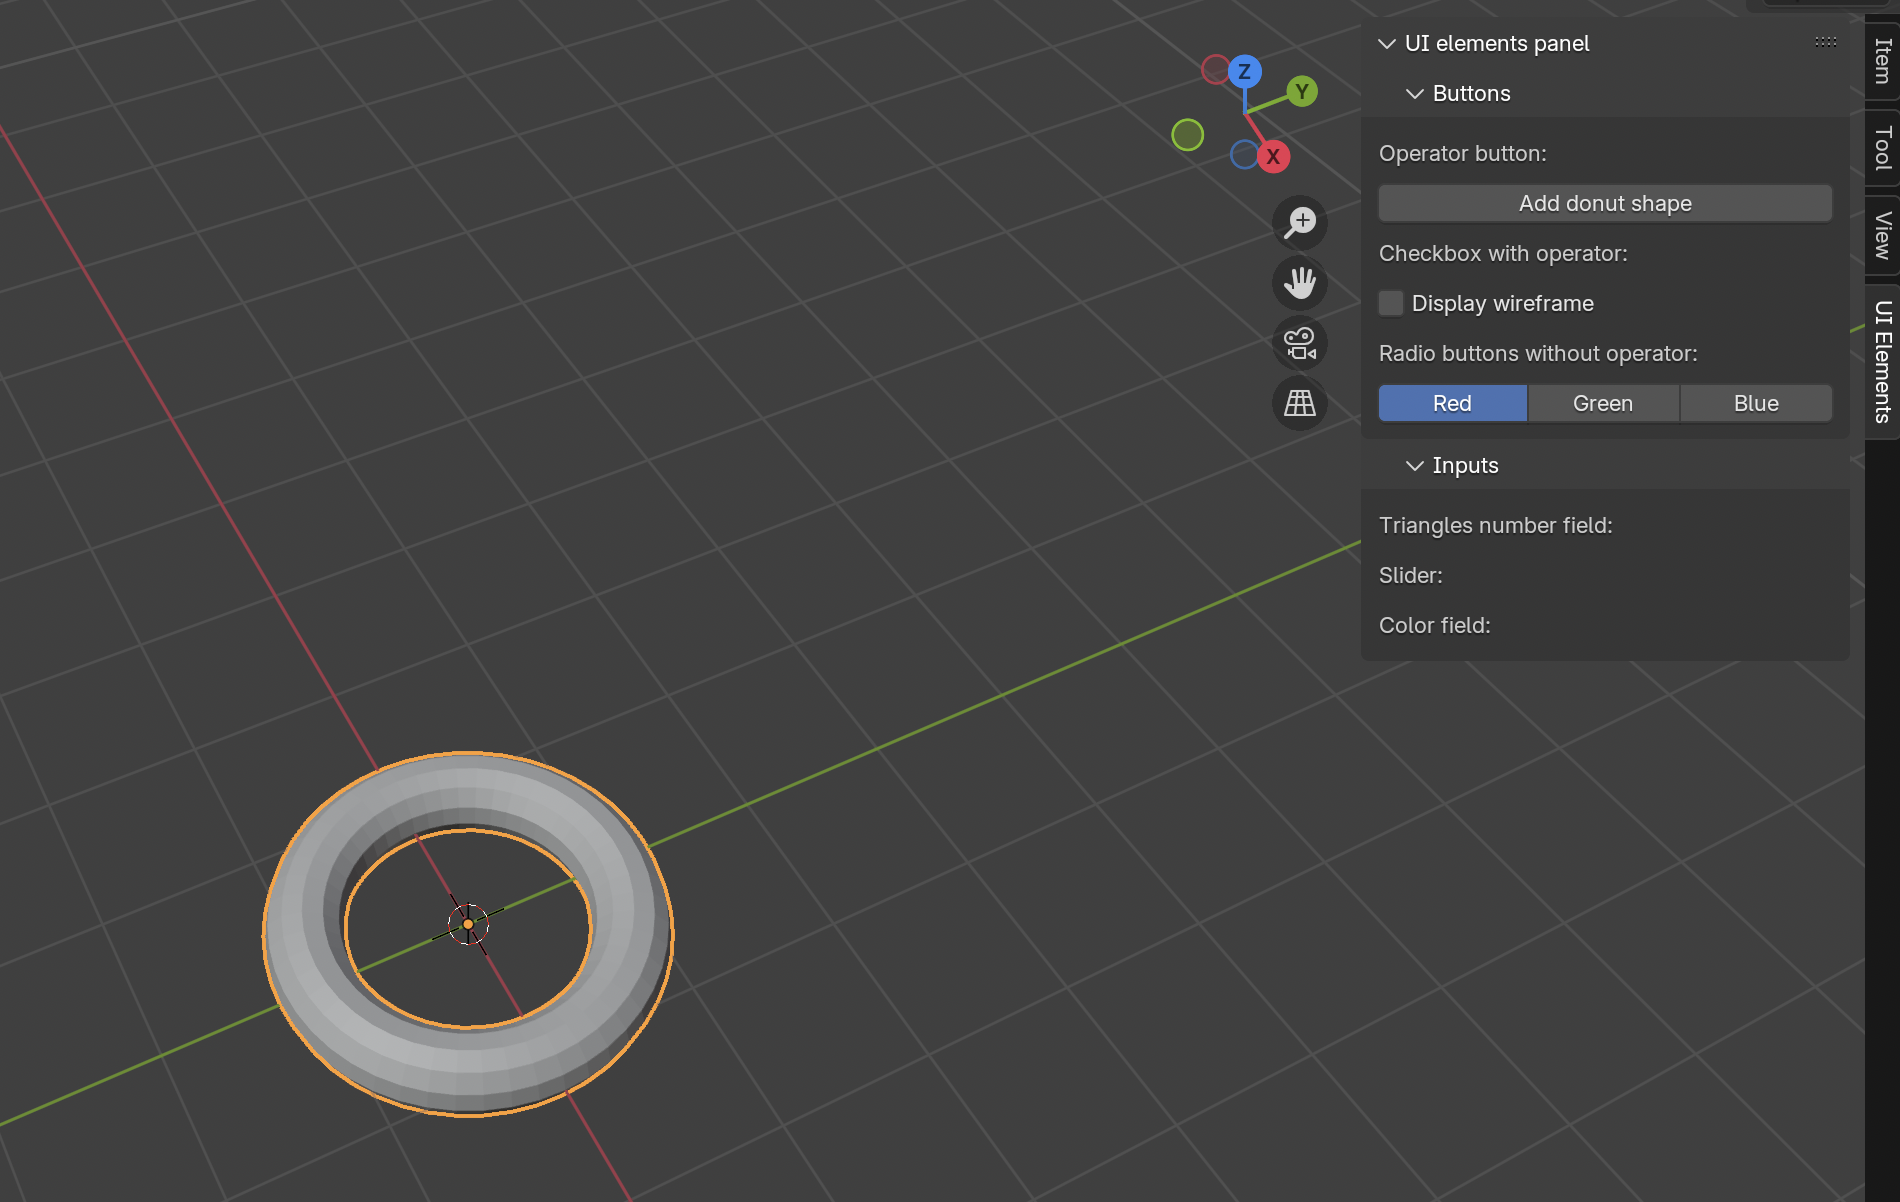 UI elements panel
Buttons
Operator button:
Add donut shape
Checkbox with operator:
Display wireframe
Radio buttons without operator:
Red Green Blue
Inputs
Triangles number field:
Slider:
Color field:
Item
Tool
View
UI Elements
Z
Y
X